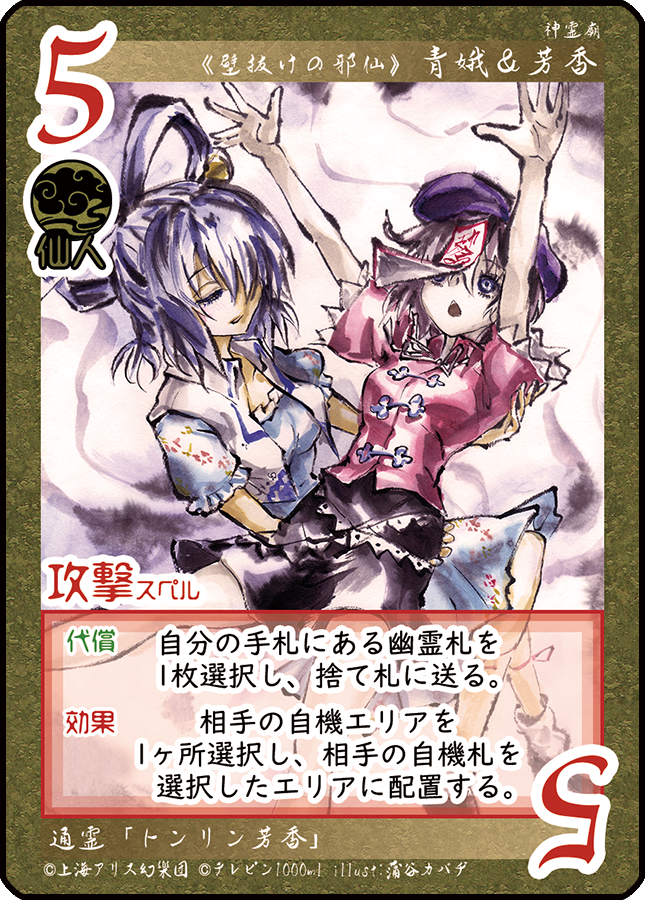 神霊廟
5
《壁抜けの邪仙》 青娥&芳香
仙人
攻撃スペル
代償 自分の手札にある幽霊札を
1枚選択し、捨て札に送る。
効果 相手の自機エリアを
1ヶ所選択し、相手の自機札を
選択したエリアに配置する。
5
通霊「トンリン芳香」
©上海アリス幻樂団 ©テレピン1000ml illust:蒲谷カバヂ